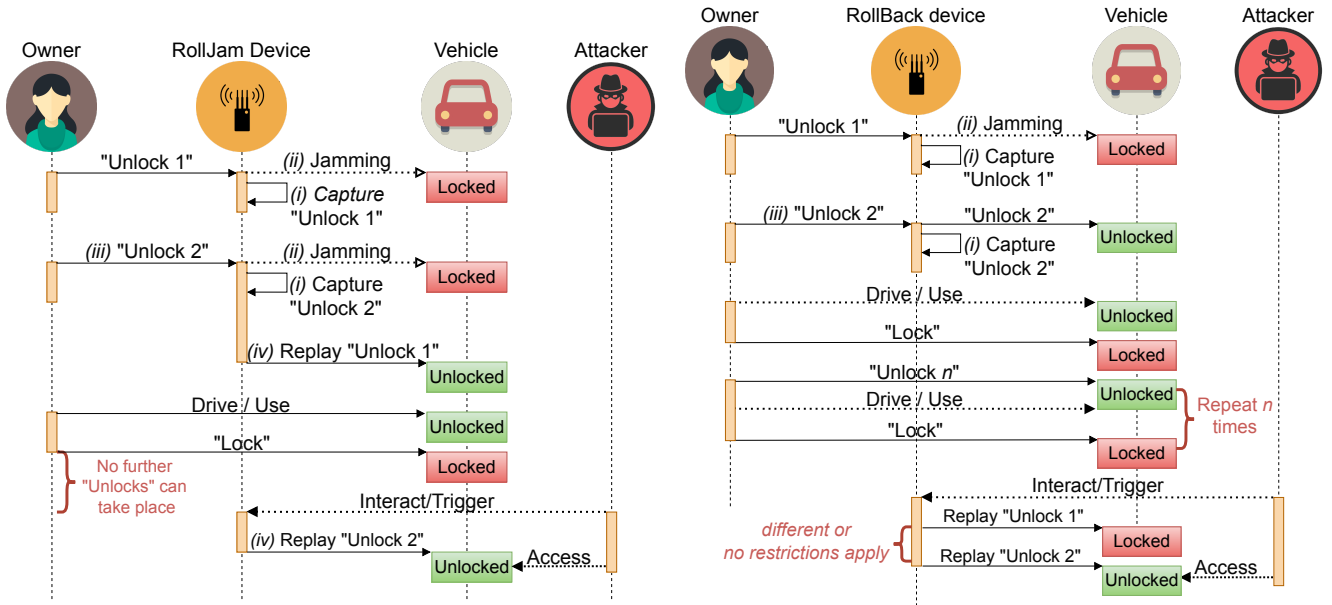 Owner
RollJam Device
Vehicle
Attacker
"Unlock 1"
(ii) Jamming
Locked
(i) Capture
"Unlock 1"
(iii) "Unlock 2"
(ii) Jamming
Locked
(i) Capture
"Unlock 2"
(iv) Replay "Unlock 1"
Unlocked
Drive / Use
Unlocked
"Lock"
Locked
No further
"Unlocks" can
take place
Interact/Trigger
(iv) Replay "Unlock 2"
Unlocked
Access
Owner
RollBack device
Vehicle
Attacker
"Unlock 1"
(ii) Jamming
Locked
(i) Capture
"Unlock 1"
(iii) "Unlock 2"
"Unlock 2"
Unlocked
(i) Capture
"Unlock 2"
Drive / Use
Unlocked
"Lock"
Locked
"Unlock n"
Unlocked
Drive / Use
Repeat n
times
"Lock"
Locked
Interact/Trigger
different or
no restrictions apply
Replay "Unlock 1"
Locked
Replay "Unlock 2"
Unlocked
Access